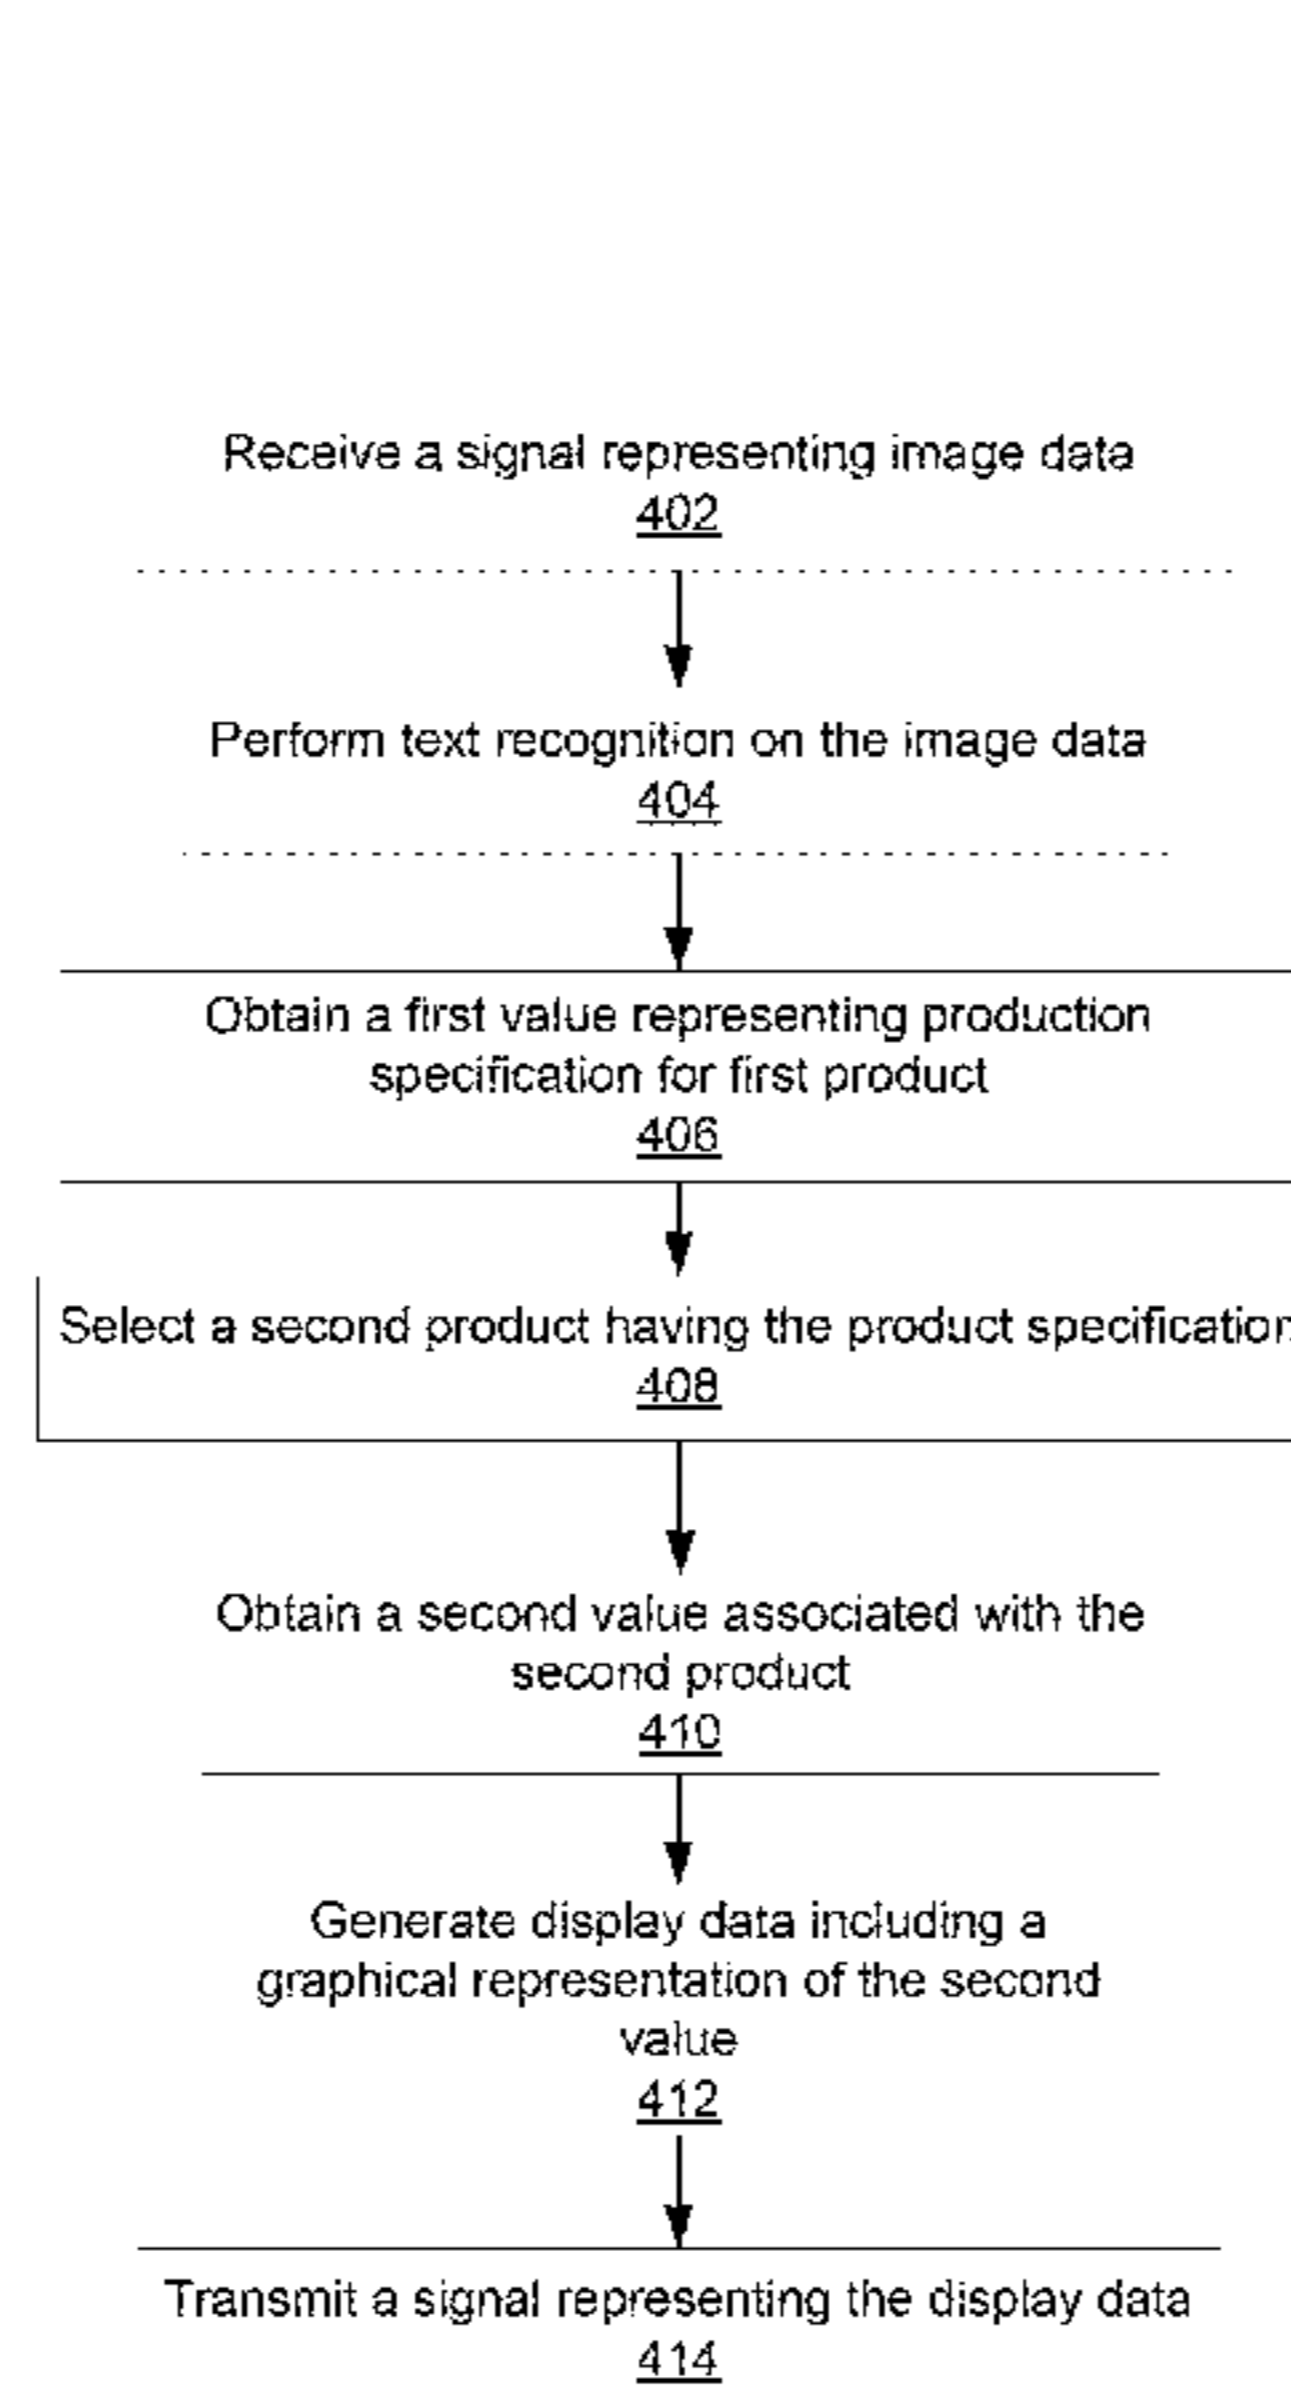 Receive a signal representing image data
402
Perform text recognition on the image data
404
Obtain a first value representing production
specification for first product
406
Select a second product having the product specification
408
Obtain a second value associated with the
second product
410
Generate display data including a
graphical representation of the second
value
412
Transmit a signal representing the display data
414